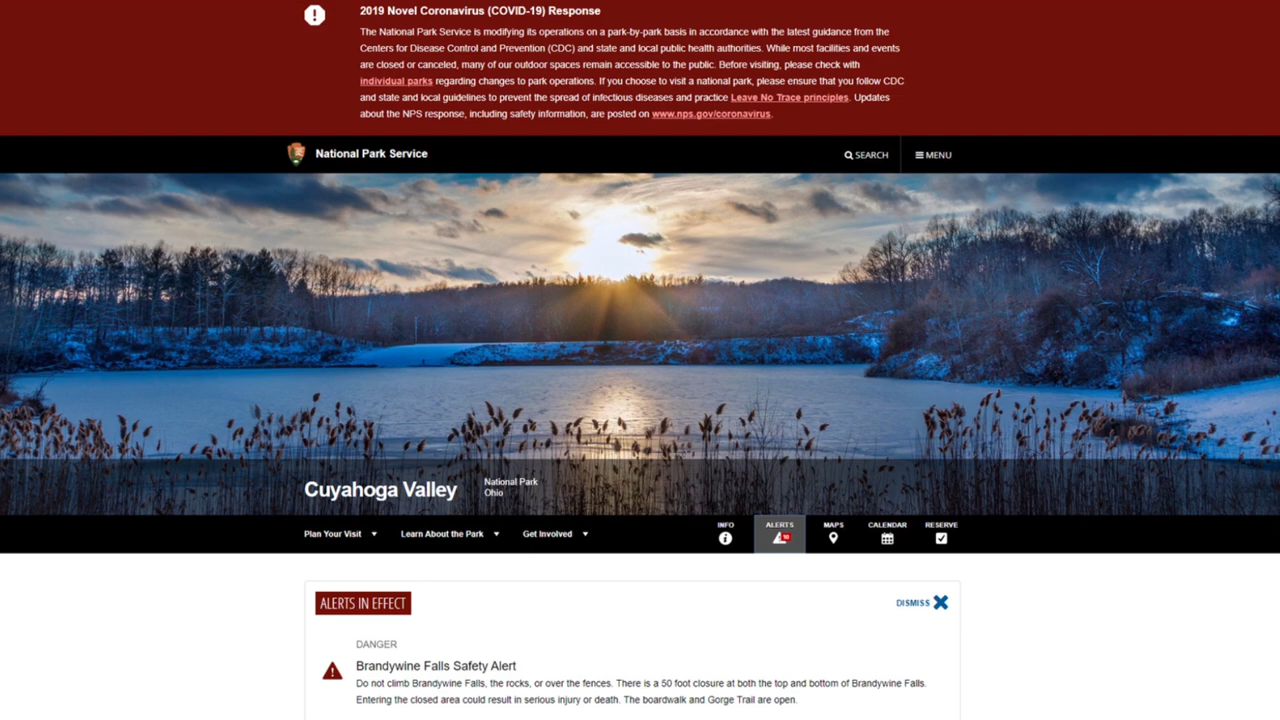 2019 Novel Coronavirus (COVID-19) Response
The National Park Service is modifying its operations on a park-by-park basis in accordance with the latest guidance from the
Centers for Disease Control and Prevention (CDC) and state and local public health authorities. While most facilities and events
are closed or canceled, many of our outdoor spaces remain accessible to the public. Before visiting, please check with
individual parks regarding changes to park operations. If you choose to visit a national park, please ensure that you follow CDC
and state and local guidelines to prevent the spread of infectious diseases and practice Leave No Trace principles. Updates
about the NPS response, including safety information, are posted on www.nps.gov/coronavirus.
National Park Service
SEARCH
MENU
Cuyahoga Valley
National Park
Ohio
Plan Your Visit
Learn About the Park
Get Involved
INFO
ALERTS
10
MAPS
CALENDAR
RESERVE
ALERTS IN EFFECT
DISMISS
DANGER
Brandywine Falls Safety Alert
Do not climb Brandywine Falls, the rocks, or over the fences. There is a 50 foot closure at both the top and bottom of Brandywine Falls.
Entering the closed area could result in serious injury or death. The boardwalk and Gorge Trail are open.